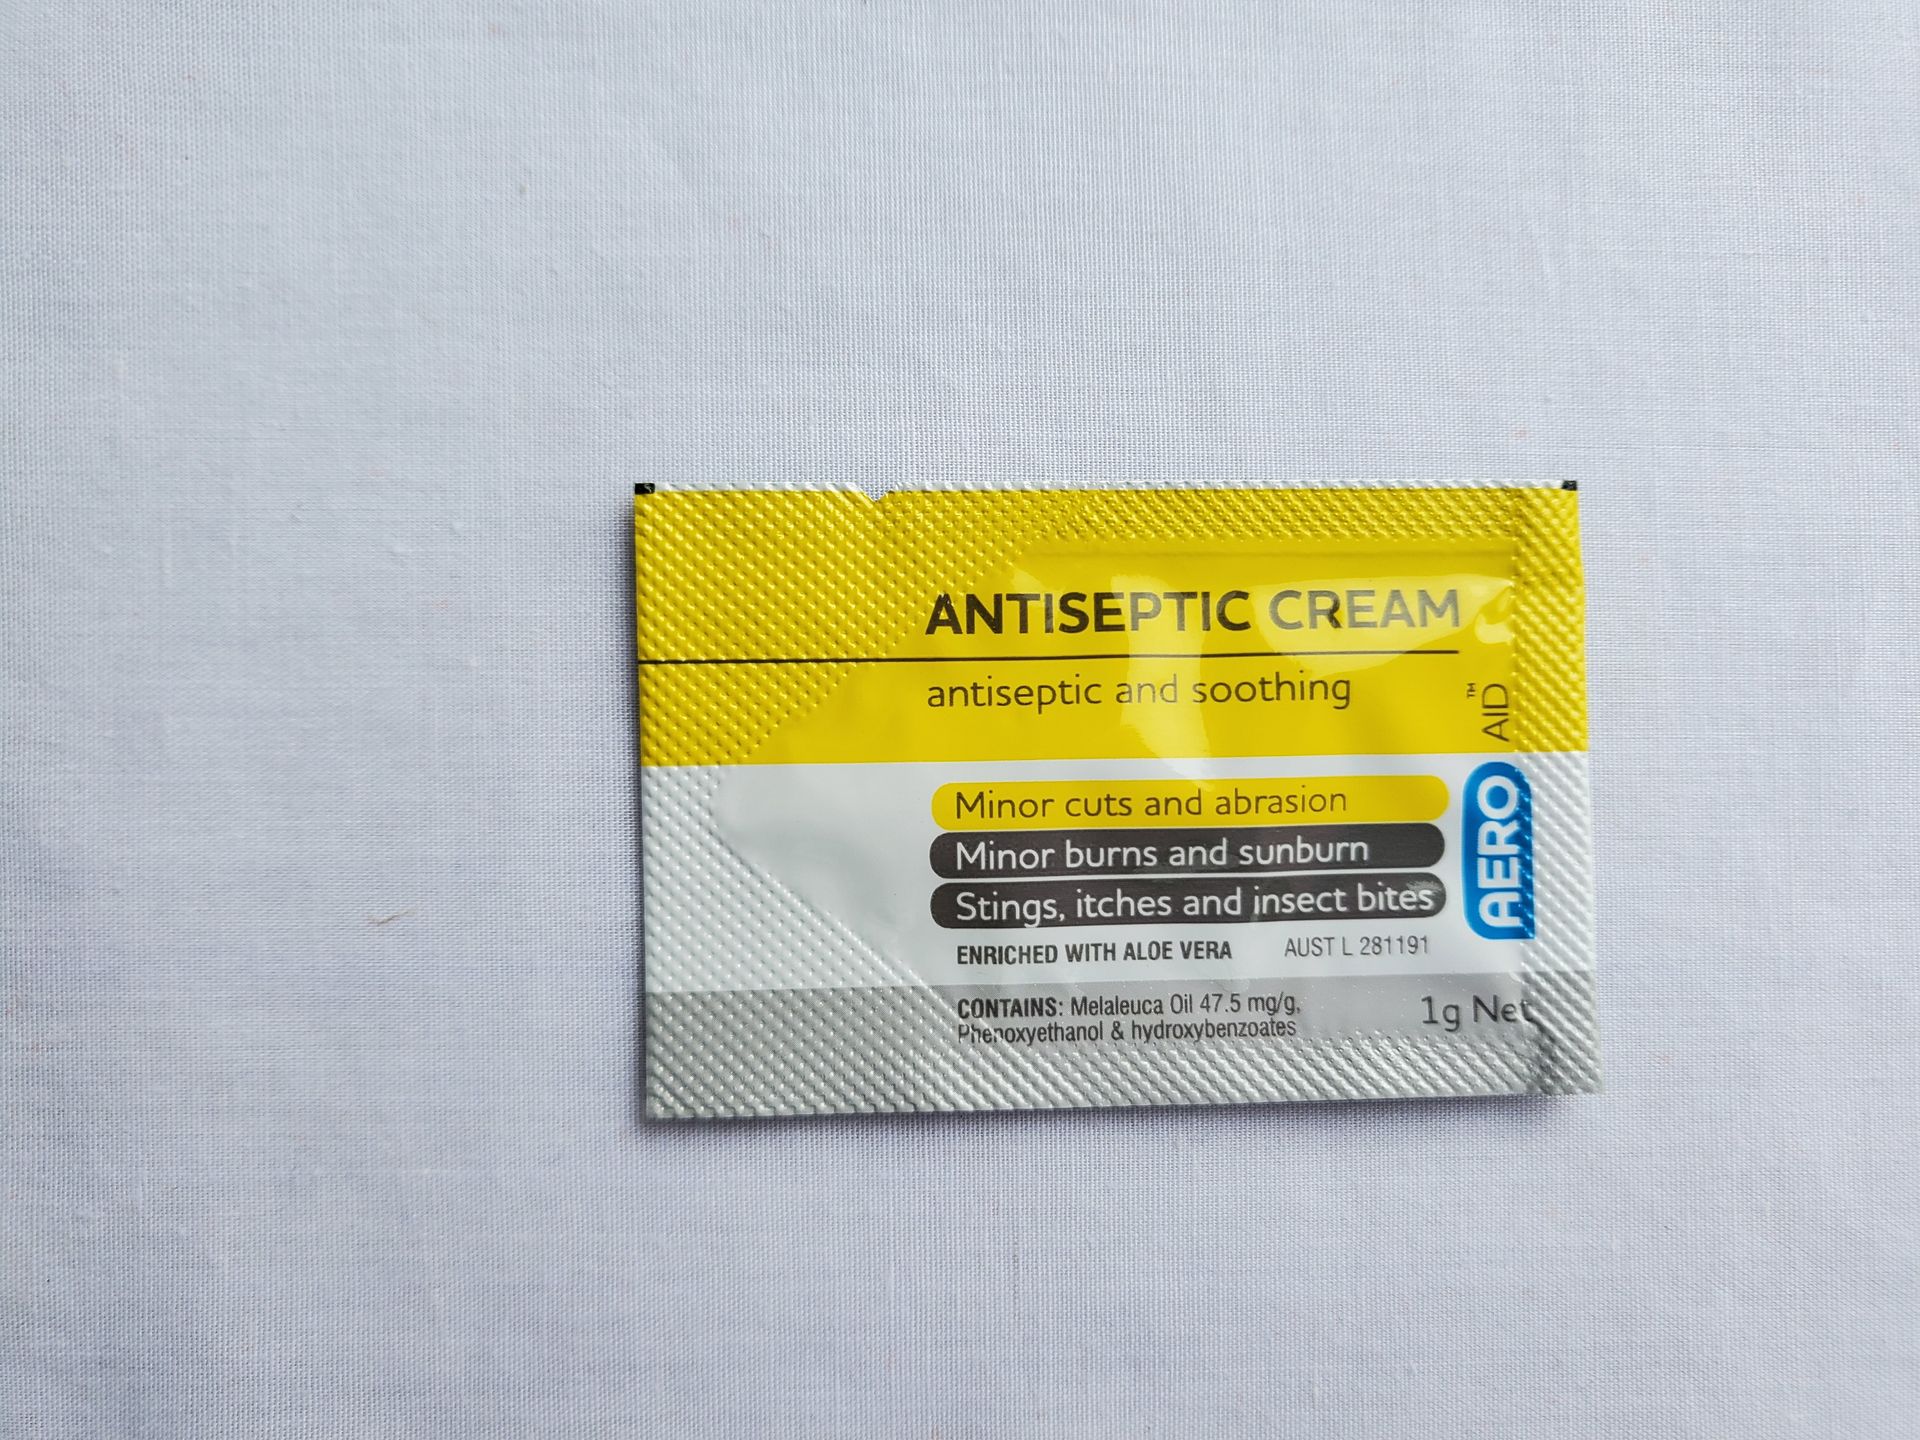 ANTISEPTIC CREAM
antiseptic and soothing
Minor cuts and abrasion
Minor burns and sunburn
Stings, itches and insect bites
ENRICHED WITH ALOE VERA AUST L 281191
CONTAINS: Melaleuca Oil 47.5 mg/g,
Phenoxyethanol & hydroxybenzoates
1g Net
AERO AID™